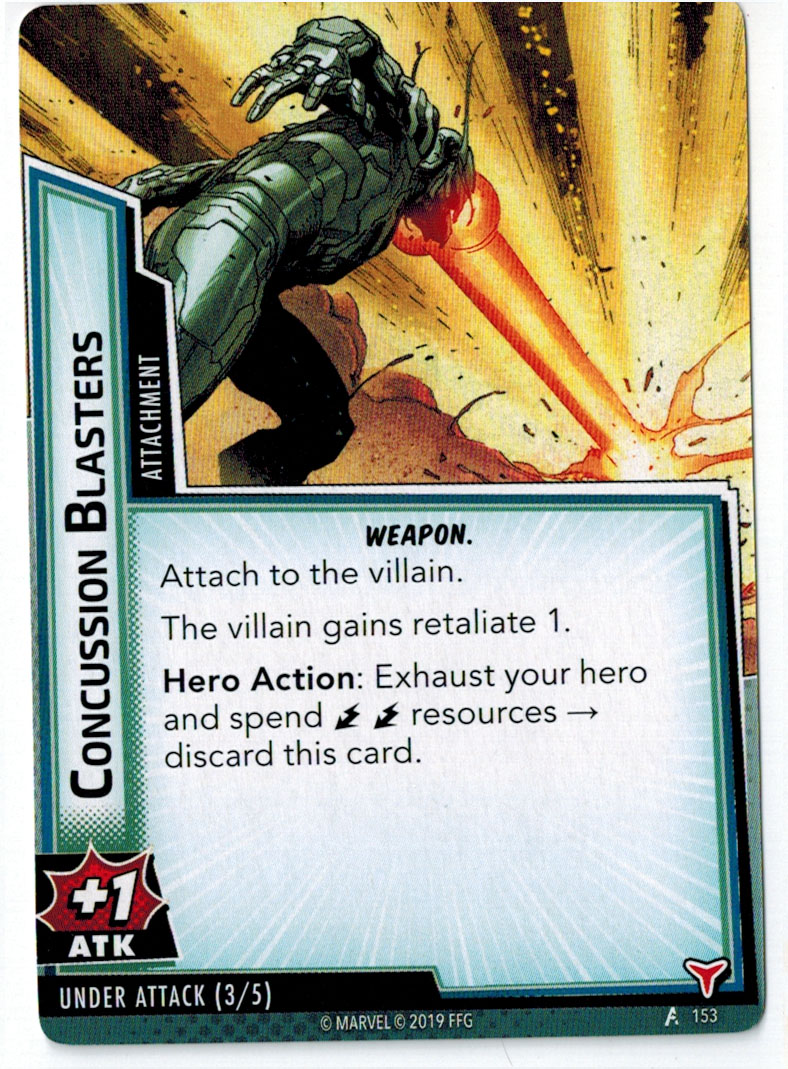 CONCUSSION BLASTERS
ATTACHMENT
WEAPON.
Attach to the villain.
The villain gains retaliate 1.
Hero Action: Exhaust your hero
and spend resources →
discard this card.
+1
ATK
UNDER ATTACK (3/5)
© MARVEL © 2019 FFG
153